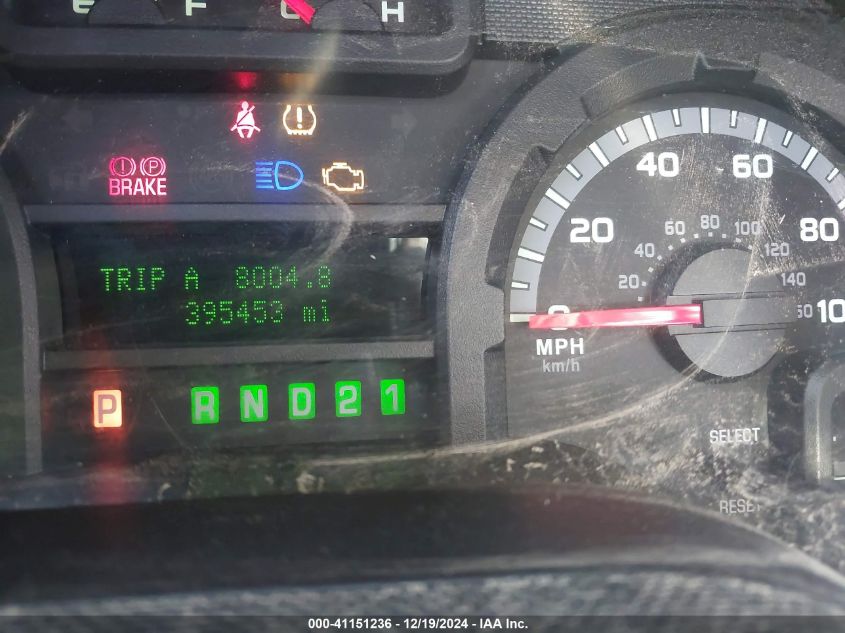 E F C H
BRAKE
TRIP A 8004.8
395453 mi
P R N D 2 1
20 40 60 80
20 40 60 80 100 120 140
0
MPH
km/h
SELECT
RESET
000-41151236 - 12/19/2024 - IAA Inc.